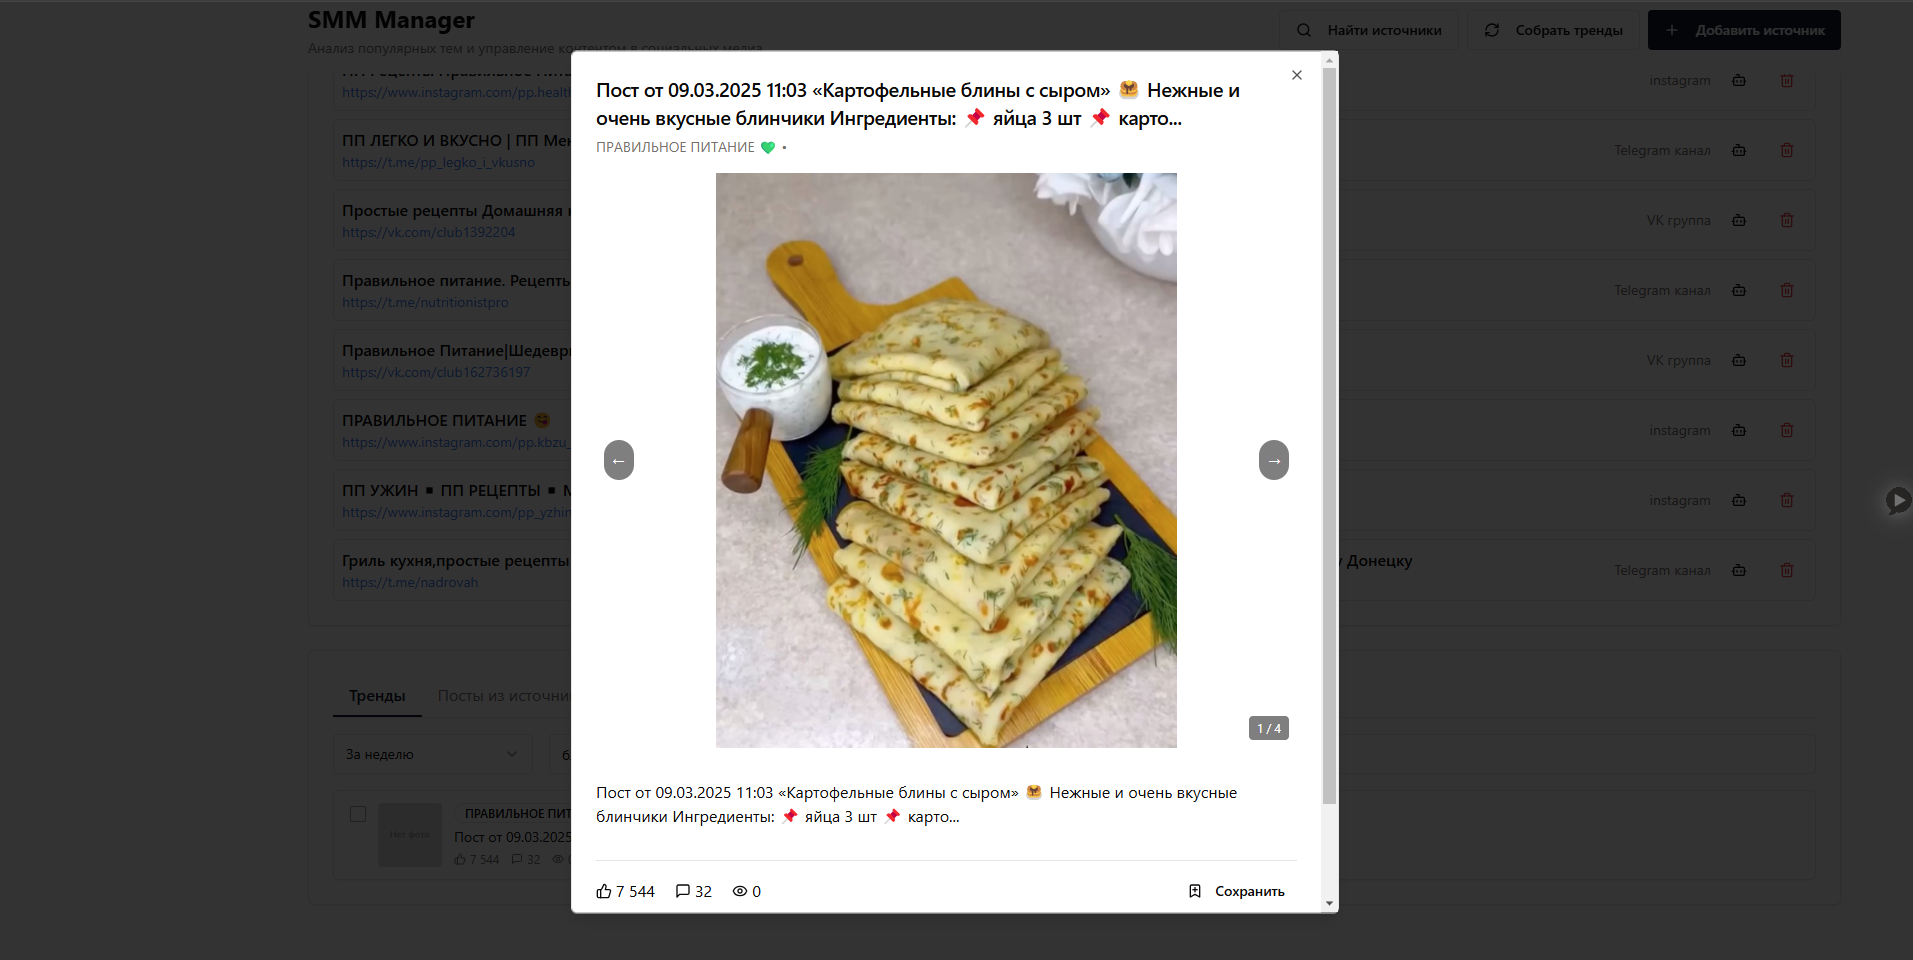 SMM Manager
Анализ популярных тем и управление контентом в социальных медиа
Найти источники
Собрать тренды
+ Добавить источник
https://www.instagram.com/pp.healt
instagram
ПП ЛЕГКО И ВКУСНО | ПП Мен
https://t.me/pp_legko_i_vkusno
Telegram канал
Простые рецепты Домашняя
https://vk.com/club1392204
VK группа
Правильное питание. Рецепты
https://t.me/nutritionistpro
Telegram канал
Правильное Питание|Шедевр
https://vk.com/club162736197
VK группа
ПРАВИЛЬНОЕ ПИТАНИЕ 😋
https://www.instagram.com/pp.kbzu_
instagram
ПП УЖИН ▪ ПП РЕЦЕПТЫ ▪
https://www.instagram.com/pp_yzhin
instagram
Гриль кухня,простые рецепты
Донецку
https://t.me/nadrovah
Telegram канал
Тренды
Посты из источни
За неделю
Нет фото
ПРАВИЛЬНОЕ ПИТ
Пост от 09.03.2025
7 544 32
Пост от 09.03.2025 11:03 «Картофельные блины с сыром» 🥞 Нежные и
очень вкусные блинчики Ингредиенты: 📌 яйца 3 шт 📌 карто...
ПРАВИЛЬНОЕ ПИТАНИЕ 💚 •
←
→
1 / 4
Пост от 09.03.2025 11:03 «Картофельные блины с сыром» 🥞 Нежные и очень вкусные
блинчики Ингредиенты: 📌 яйца 3 шт 📌 карто...
7 544 32 0
Сохранить